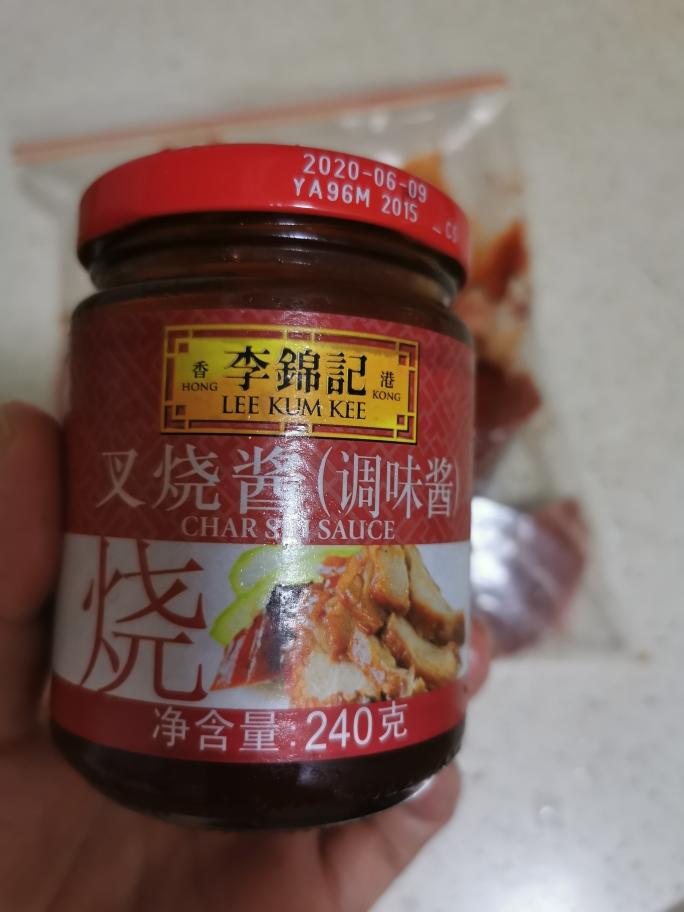 2020-06-09
YA96M 2015
香 李錦記 港
HONG LEE KUM KEE KONG
叉烧酱(调味酱)
CHAR SIU SAUCE
烧
净含量:240克